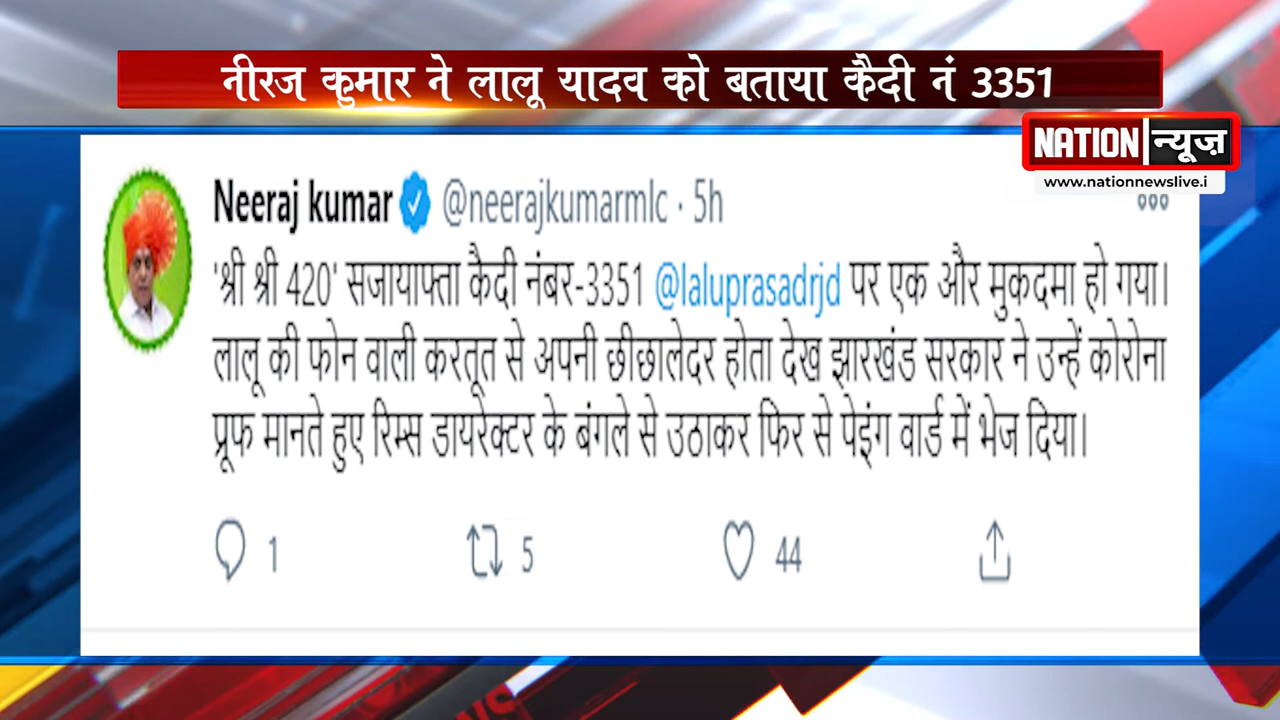 नीरज कुमार ने लालू यादव को बताया कैदी नं 3351
NATION न्यूज़
www.nationnewslive.i
Neeraj kumar @neerajkumarmlc · 5h
'श्री श्री 420' सजायाफ्ता कैदी नंबर-3351 @laluprasadrjd पर एक और मुकदमा हो गया।
लालू की फोन वाली करतूत से अपनी छीछालेदर होता देख झारखंड सरकार ने उन्हें कोरोना
प्रूफ मानते हुए रिम्स डायरेक्टर के बंगले से उठाकर फिर से पेइंग वार्ड में भेज दिया।
1 5 44